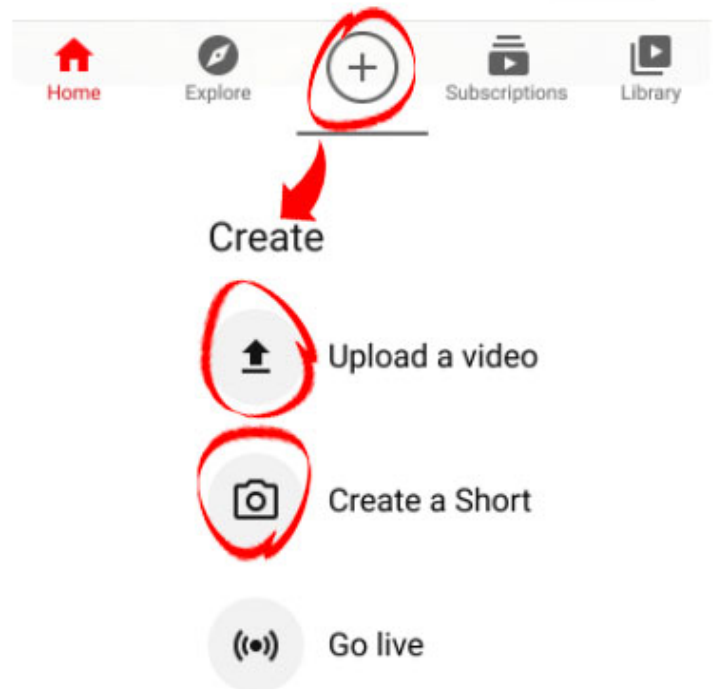 Home Explore Subscriptions Library
Create
Upload a video
Create a Short
Go live